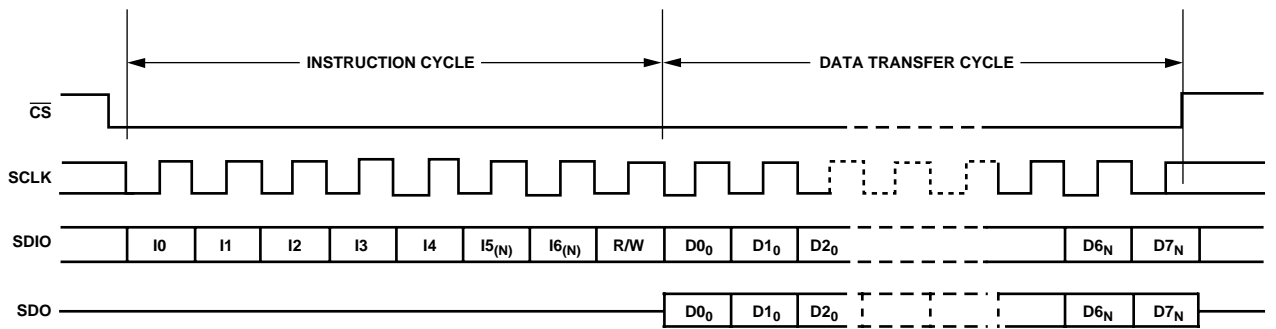 INSTRUCTION CYCLE DATA TRANSFER CYCLE
CS
SCLK
SDIO I0 I1 I2 I3 I4 I5(N) I6(N) R/W D0₀ D1₀ D2₀ D6N D7N
SDO D0₀ D1₀ D2₀ D6N D7N